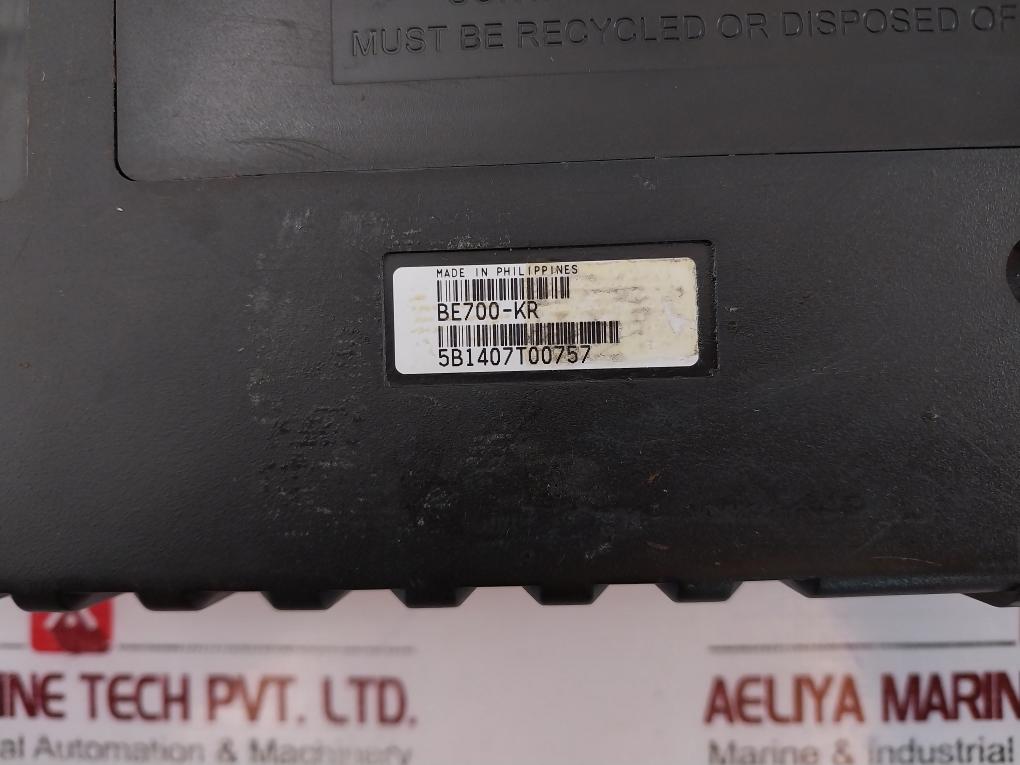 MUST BE RECYCLED OR DISPOSED OF
MADE IN PHILIPPINES
BE700-KR
5B1407T00757
INE TECH PVT. LTD.
al Automation & Machinery
AELIYA MARIN
Marine & Industrial